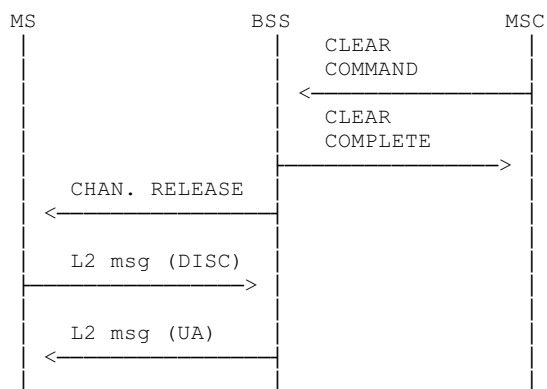 MS BSS MSC
CLEAR
COMMAND
CLEAR
COMPLETE
CHAN. RELEASE
L2 msg (DISC)
L2 msg (UA)